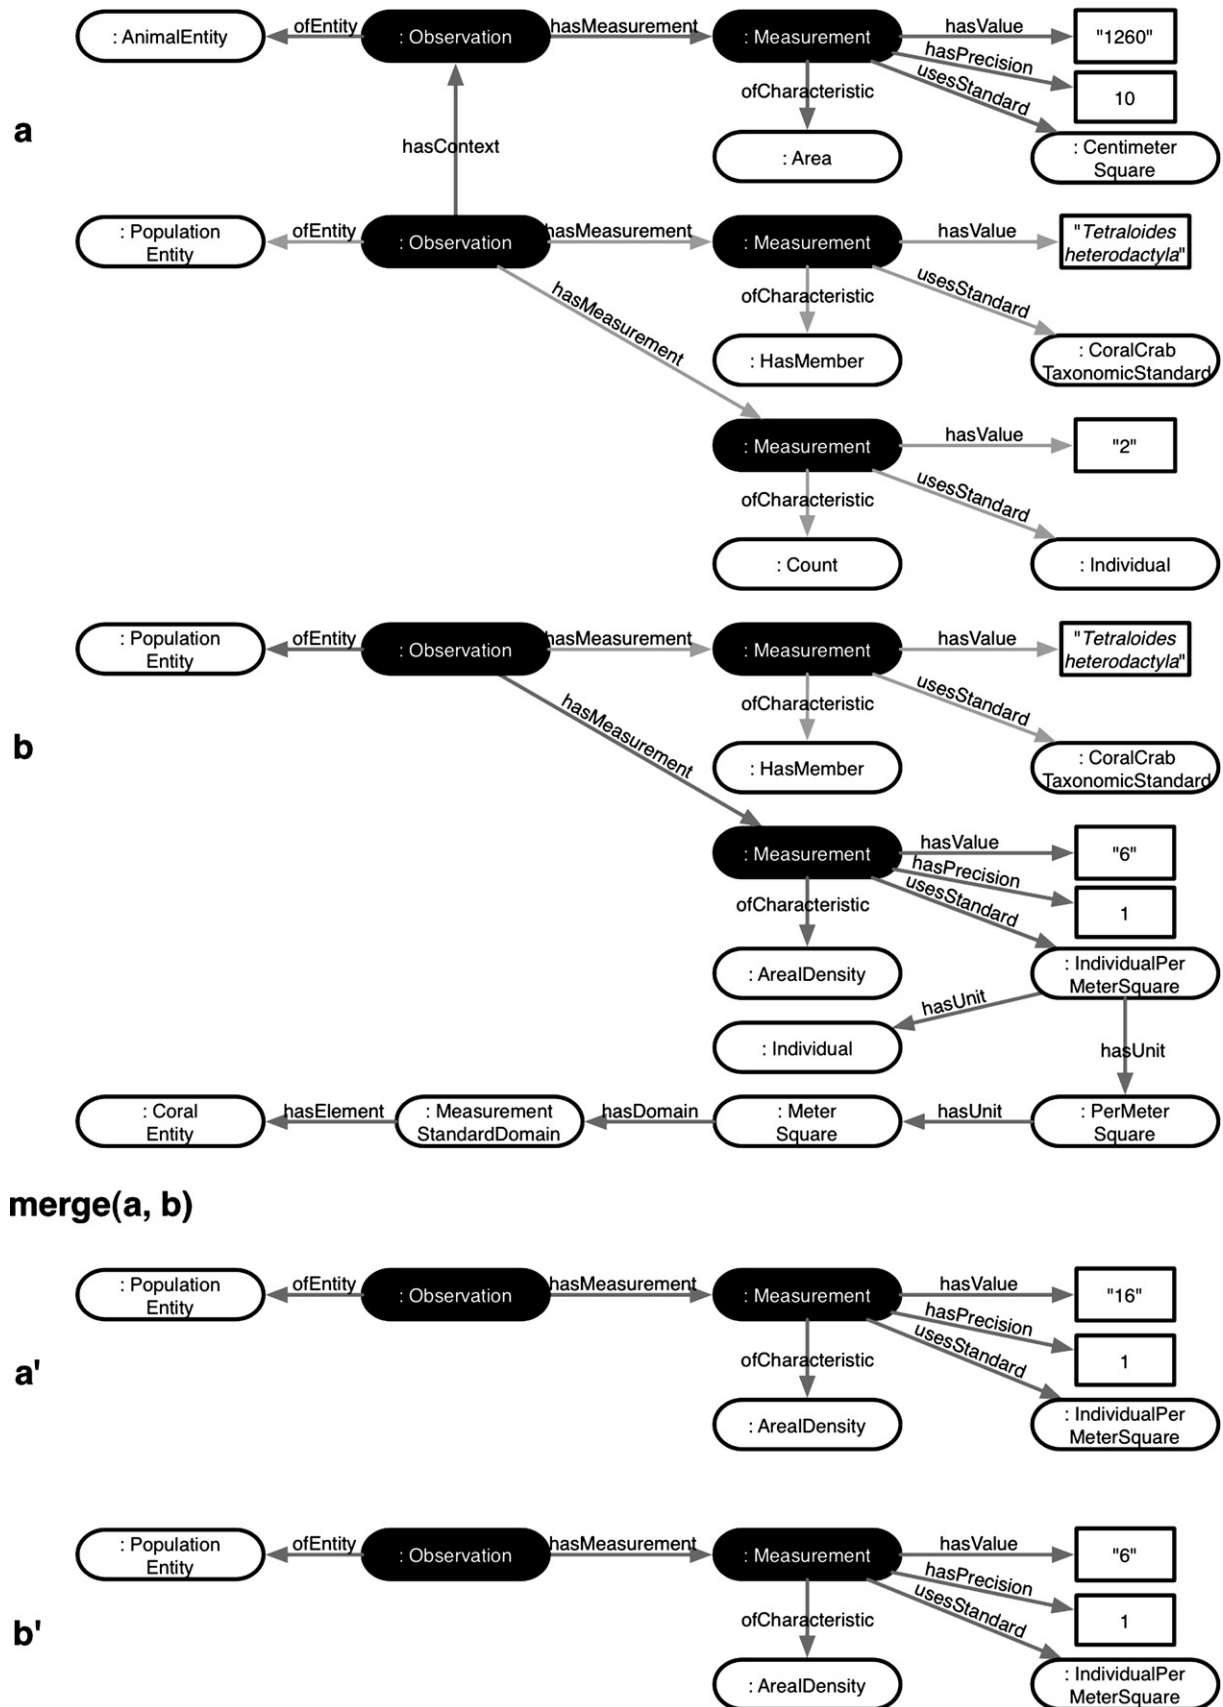 : AnimalEntity
ofEntity
: Observation
hasMeasurement
: Measurement
hasValue
"1260"
hasPrecision
10
usesStandard
: Centimeter
Square
ofCharacteristic
: Area
a
hasContext
: Population
Entity
ofEntity
: Observation
hasMeasurement
: Measurement
hasValue
"Tetraloides
heterodactyla"
ofCharacteristic
usesStandard
: HasMember
: CoralCrab
TaxonomicStandard
hasMeasurement
: Measurement
hasValue
"2"
ofCharacteristic
usesStandard
: Count
: Individual
: Population
Entity
ofEntity
: Observation
hasMeasurement
: Measurement
hasValue
"Tetraloides
heterodactyla"
ofCharacteristic
usesStandard
b
: HasMember
: CoralCrab
TaxonomicStandard
hasMeasurement
: Measurement
hasValue
"6"
hasPrecision
1
usesStandard
ofCharacteristic
: ArealDensity
: IndividualPer
MeterSquare
hasUnit
: Individual
hasUnit
: Coral
Entity
hasElement
: Measurement
StandardDomain
hasDomain
: Meter
Square
hasUnit
: PerMeter
Square
merge(a, b)
: Population
Entity
ofEntity
: Observation
hasMeasurement
: Measurement
hasValue
"16"
hasPrecision
1
usesStandard
ofCharacteristic
a'
: ArealDensity
: IndividualPer
MeterSquare
: Population
Entity
ofEntity
: Observation
hasMeasurement
: Measurement
hasValue
"6"
hasPrecision
1
usesStandard
ofCharacteristic
b'
: ArealDensity
: IndividualPer
MeterSquare